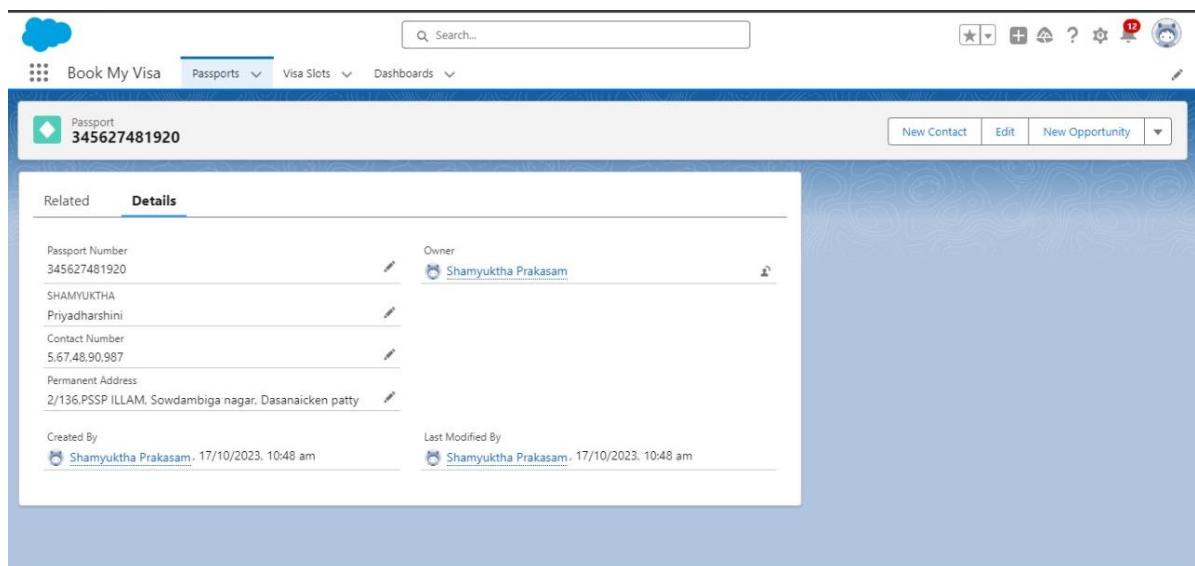 Search...
12
Book My Visa Passports Visa Slots Dashboards
Passport
345627481920
New Contact Edit New Opportunity
Related Details
Passport Number
345627481920
Owner
Shamyuktha Prakasam
SHAMYUKTHA
Priyadharshini
Contact Number
5,67,48,90,987
Permanent Address
2/136,PSSP ILLAM, Sowdambiga nagar, Dasanaicken patty
Created By
Shamyuktha Prakasam, 17/10/2023, 10:48 am
Last Modified By
Shamyuktha Prakasam, 17/10/2023, 10:48 am